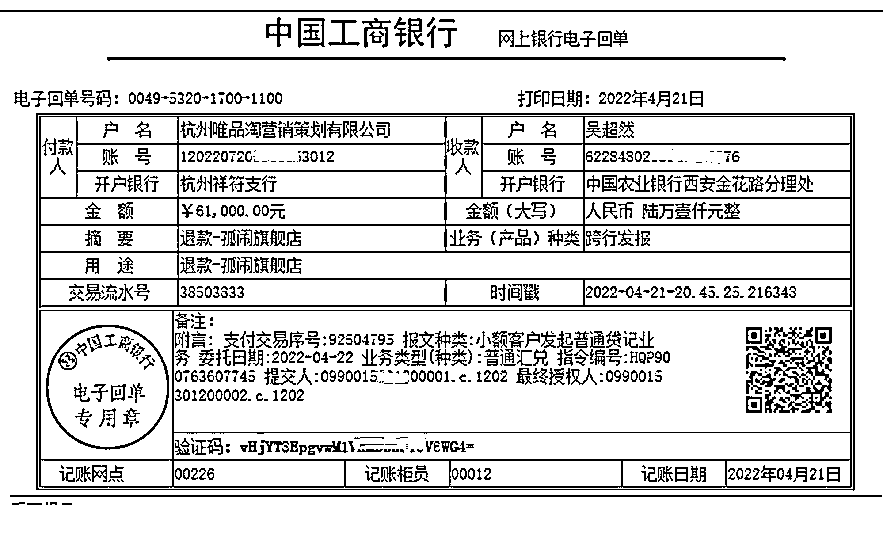 中国工商银行 网上银行电子回单
电子回单号码：0049-5320-1700-1100 打印日期：2022年4月21日
付款人 户 名 杭州唯品淘营销策划有限公司 收款人 户 名 吴超然
账 号 120220720 53012 账 号 62284802 76
开户银行 杭州祥符支行 开户银行 中国农业银行西安金花路分理处
金 额 ￥61,000.00元 金额（大写） 人民币 陆万壹仟元整
摘 要 退款-孤闹旗舰店 业务（产品）种类 跨行发报
用 途 退款-孤闹旗舰店
交易流水号 38503833 时间戳 2022-04-21-20.45.25.216343
备注：
附言：支付交易序号:92504795 报文种类:小额客户发起普通贷记业
务 委托日期:2022-04-22 业务类型(种类):普通汇兑 指令编号:HQP90
0763607745 提交人:0990015 00001.c.1202 最终授权人:0990015
301200002.c.1202
中国工商银行
电子回单
专用章
验证码：
记账网点 00226 记账柜员 00012 记账日期 2022年04月21日